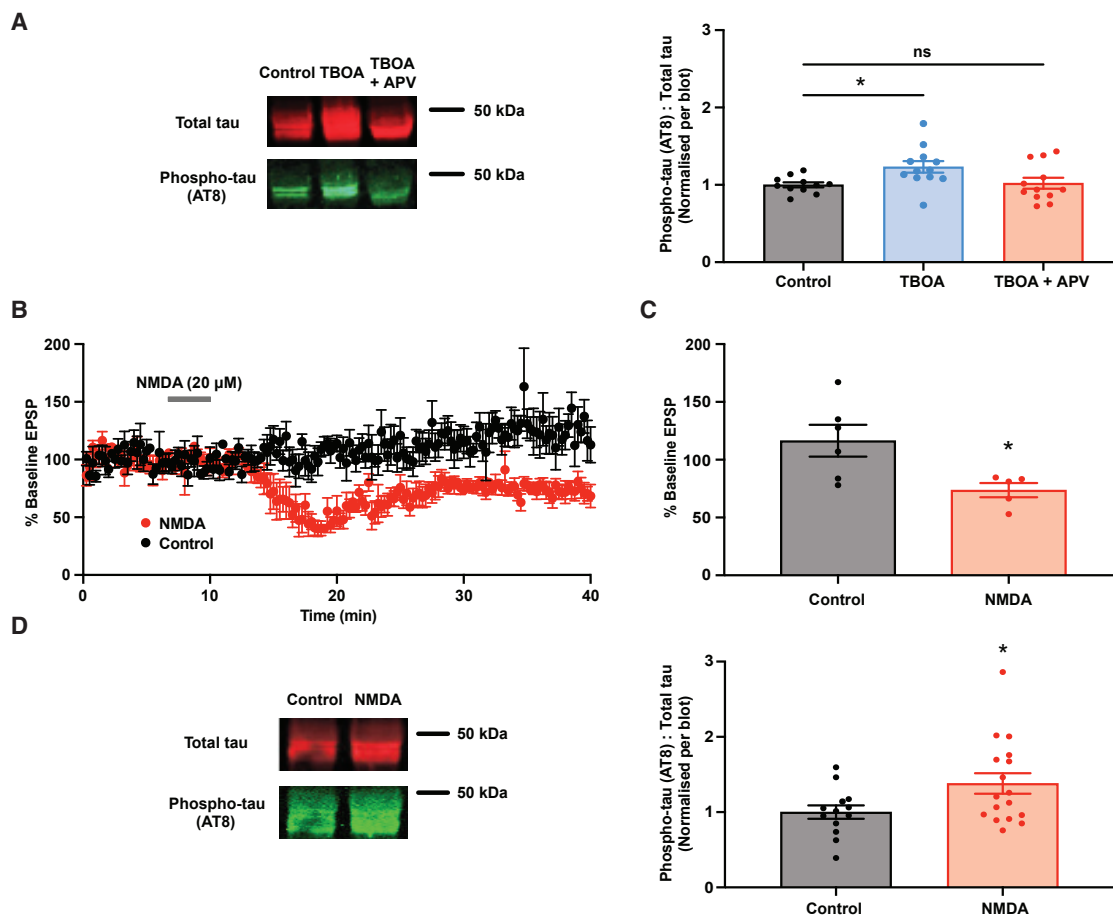 A
Control TBOA TBOA
+ APV
Total tau
50 kDa
Phospho-tau
(AT8)
50 kDa
Phospho-tau (AT8) : Total tau
(Normalised per blot)
3
2
1
0
ns
*
Control
TBOA
TBOA + APV
B
% Baseline EPSP
200
150
100
50
0
NMDA (20 µM)
NMDA
Control
0
10
20
30
40
Time (min)
C
% Baseline EPSP
200
150
100
50
0
*
Control
NMDA
D
Control NMDA
Total tau
50 kDa
Phospho-tau
(AT8)
50 kDa
Phospho-tau (AT8) : Total tau
(Normalised per blot)
3
2
1
0
*
Control
NMDA